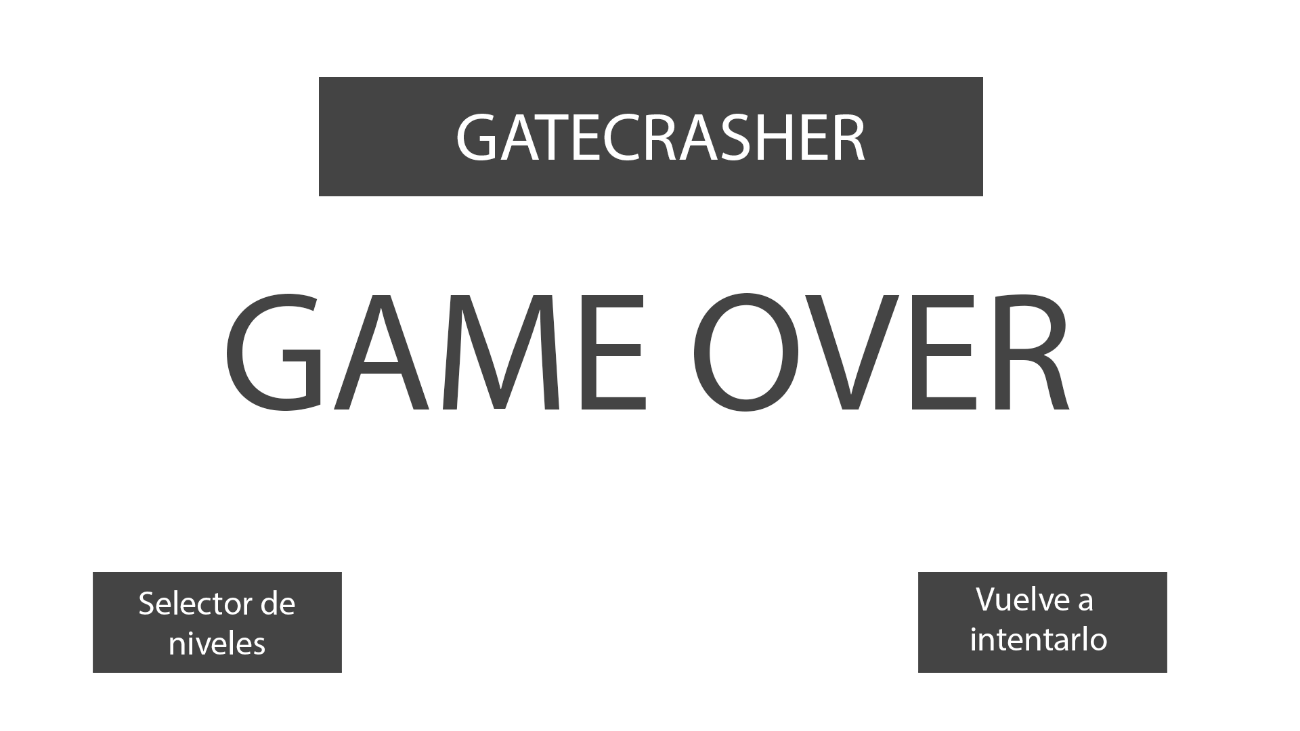 GATECRASHER
GAME OVER
Selector de
niveles
Vuelve a
intentarlo